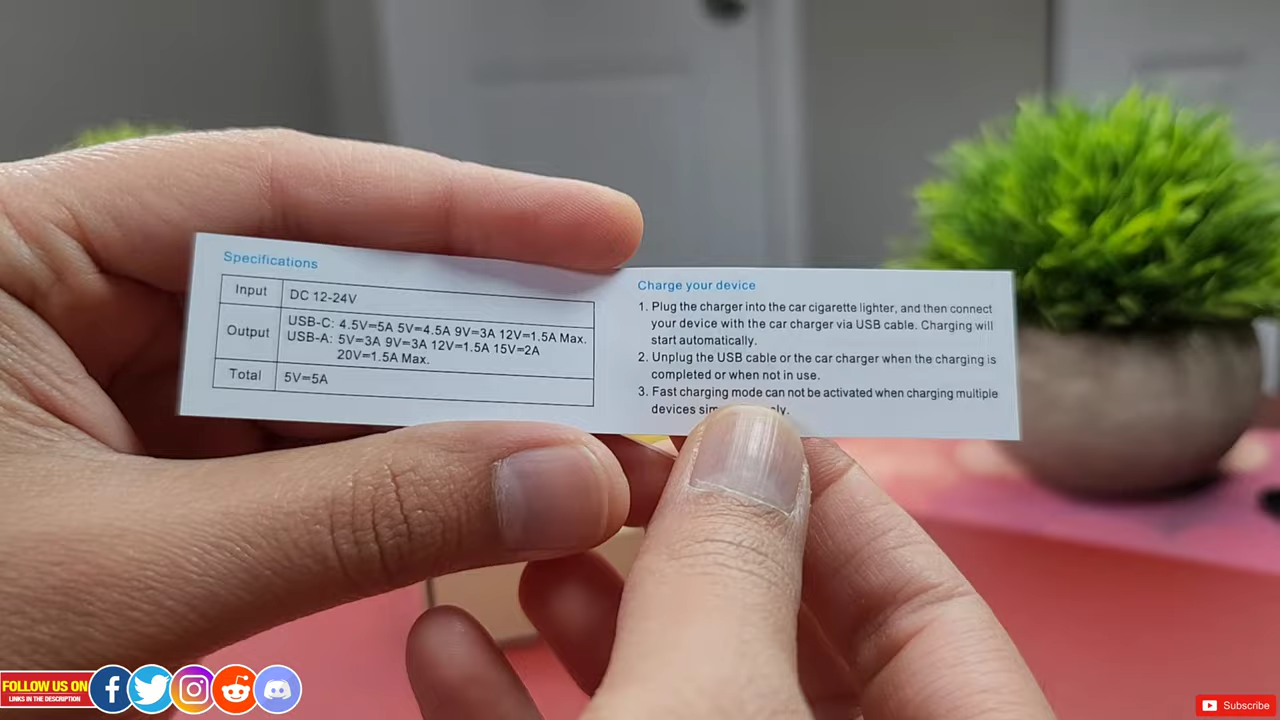 Specifications
Input DC 12-24V
Output USB-C: 4.5V=5A 5V=4.5A 9V=3A 12V=1.5A Max.
USB-A: 5V=3A 9V=3A 12V=1.5A 15V=2A
20V=1.5A Max.
Total 5V=5A
Charge your device
1. Plug the charger into the car cigarette lighter, and then connect
your device with the car charger via USB cable. Charging will
start automatically.
2. Unplug the USB cable or the car charger when the charging is
completed or when not in use.
3. Fast charging mode can not be activated when charging multiple
devices
FOLLOW US ON
LINKS IN THE DESCRIPTION
Subscribe